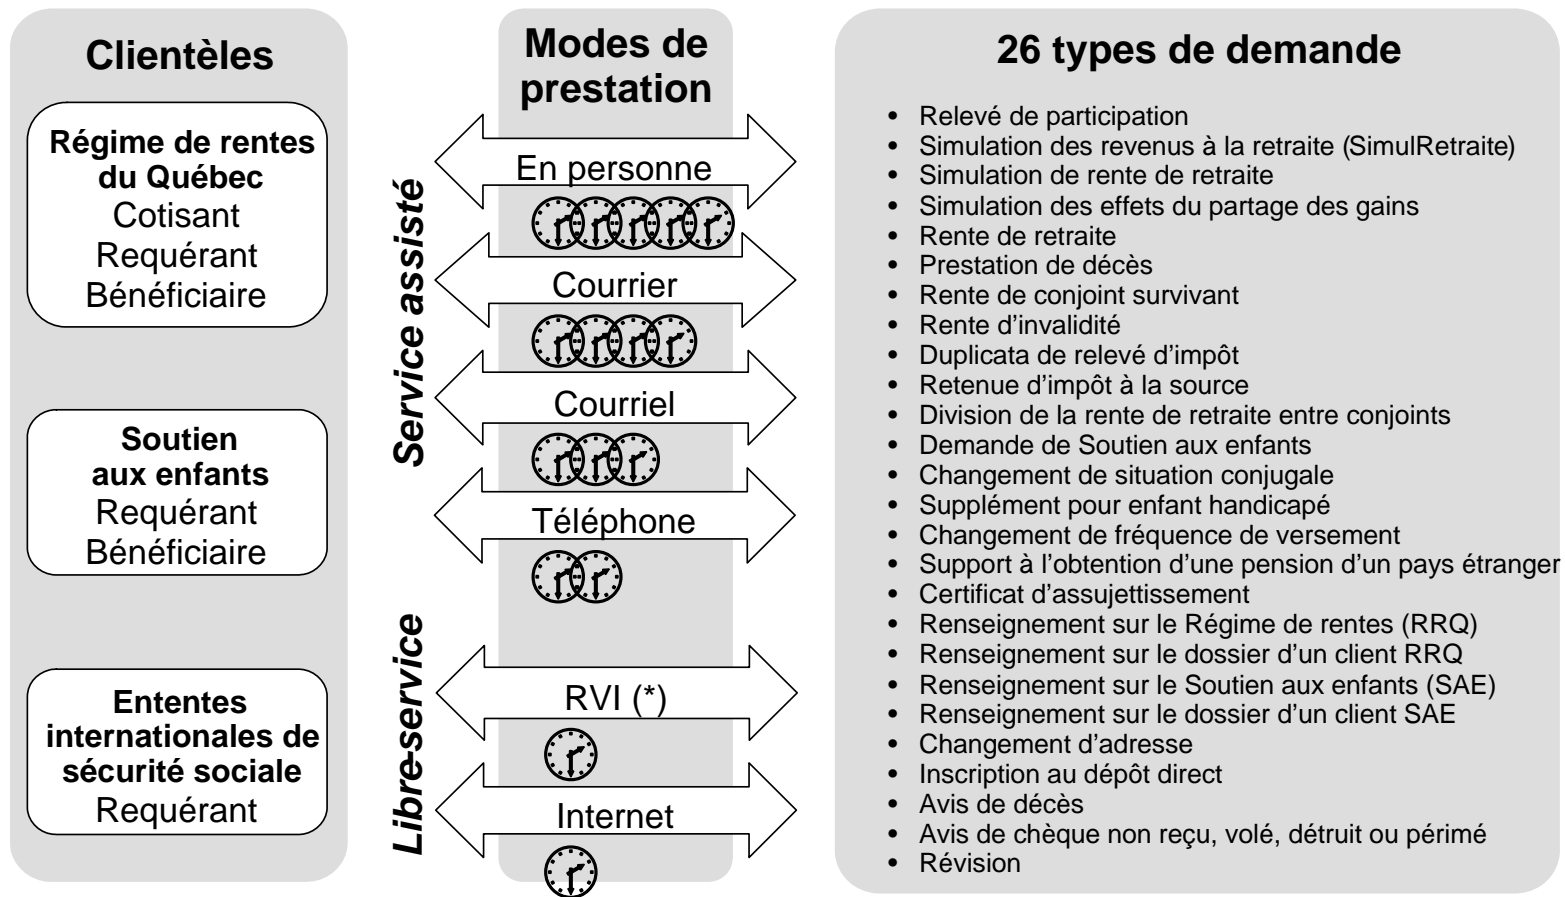 Clientèles
Régime de rentes
du Québec
Cotisant
Requérant
Bénéficiaire
Soutien
aux enfants
Requérant
Bénéficiaire
Ententes
internationales de
sécurité sociale
Requérant
Service assisté
Libre-service
Modes de
prestation
En personne
Courrier
Courriel
Téléphone
RVI (*)
Internet
26 types de demande
• Relevé de participation
• Simulation des revenus à la retraite (SimulRetraite)
• Simulation de rente de retraite
• Simulation des effets du partage des gains
• Rente de retraite
• Prestation de décès
• Rente de conjoint survivant
• Rente d'invalidité
• Duplicata de relevé d'impôt
• Retenue d'impôt à la source
• Division de la rente de retraite entre conjoints
• Demande de Soutien aux enfants
• Changement de situation conjugale
• Supplément pour enfant handicapé
• Changement de fréquence de versement
• Support à l'obtention d'une pension d'un pays étranger
• Certificat d'assujettissement
• Renseignement sur le Régime de rentes (RRQ)
• Renseignement sur le dossier d'un client RRQ
• Renseignement sur le Soutien aux enfants (SAE)
• Renseignement sur le dossier d'un client SAE
• Changement d'adresse
• Inscription au dépôt direct
• Avis de décès
• Avis de chèque non reçu, volé, détruit ou périmé
• Révision